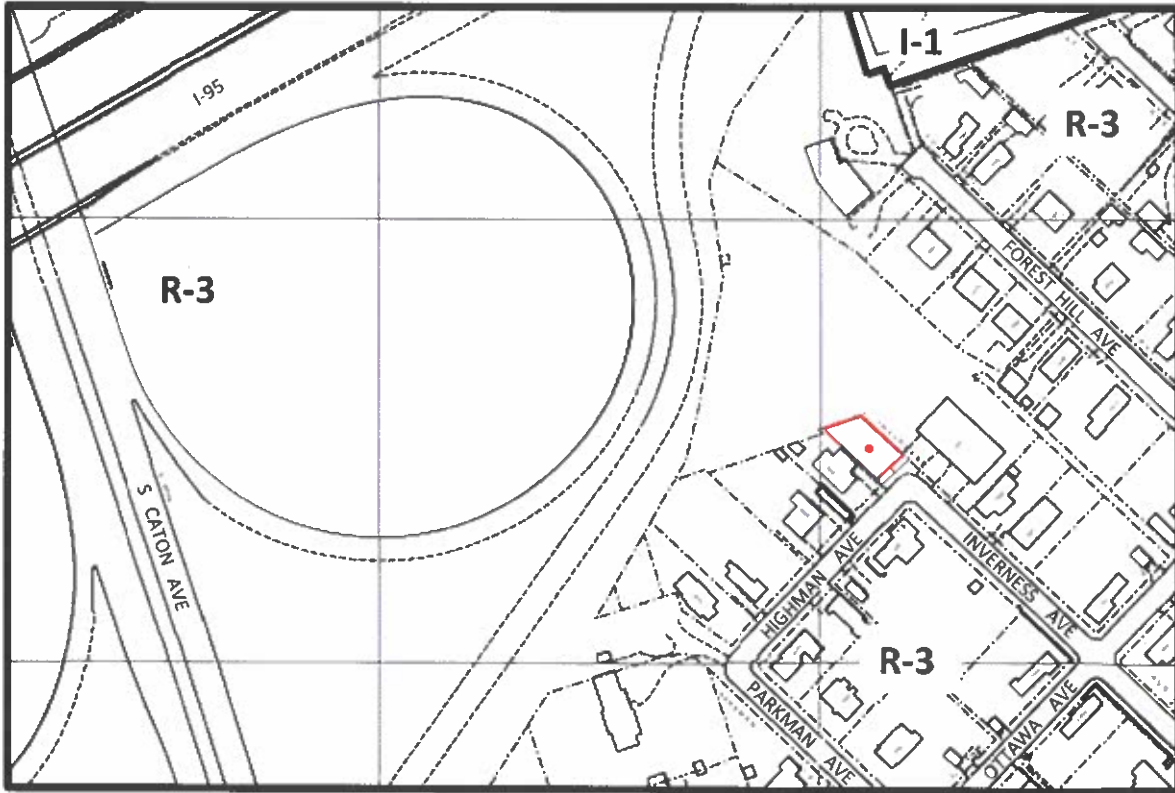 I-1
I-95
R-3
R-3
FOREST HILL AVE
S CATON AVE
HIGHMAN AVE
INVERNESS AVE
R-3
PARKMAN AVE
OTTAWA AVE